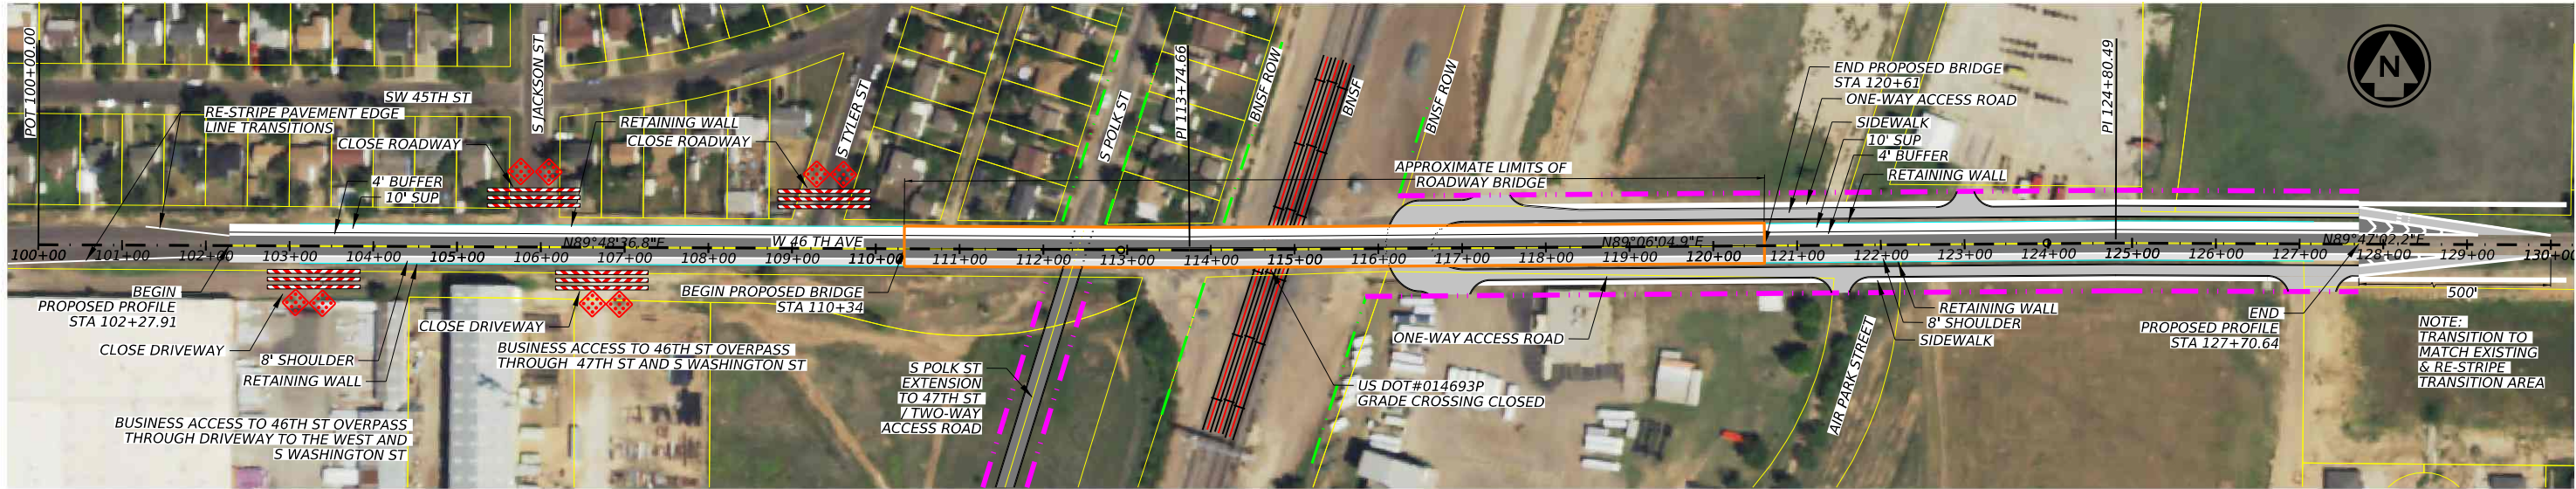 POT 100+00.00
SW 45TH ST
RE-STRIPE PAVEMENT EDGE
LINE TRANSITIONS
CLOSE ROADWAY
S JACKSON ST
RETAINING WALL
CLOSE ROADWAY
S TYLER ST
4' BUFFER
10' SUP
S POLK ST
PI 113+74.66
BNSF ROW
BNSF
BNSF ROW
APPROXIMATE LIMITS OF
ROADWAY BRIDGE
END PROPOSED BRIDGE
STA 120+61
ONE-WAY ACCESS ROAD
SIDEWALK
10' SUP
4' BUFFER
RETAINING WALL
PI 124+80.49
N
N89°48'36.8"E
W 46 TH AVE
N89°06'04.9"E
N89°47'02.2"E
100+00
101+00
102+00
103+00
104+00
105+00
106+00
107+00
108+00
109+00
110+00
111+00
112+00
113+00
114+00
115+00
116+00
117+00
118+00
119+00
120+00
121+00
122+00
123+00
124+00
125+00
126+00
127+00
128+00
129+00
130+00
BEGIN
PROPOSED PROFILE
STA 102+27.91
CLOSE DRIVEWAY
8' SHOULDER
RETAINING WALL
BUSINESS ACCESS TO 46TH ST OVERPASS
THROUGH DRIVEWAY TO THE WEST AND
S WASHINGTON ST
CLOSE DRIVEWAY
BUSINESS ACCESS TO 46TH ST OVERPASS
THROUGH 47TH ST AND S WASHINGTON ST
BEGIN PROPOSED BRIDGE
STA 110+34
S POLK ST
EXTENSION
TO 47TH ST
/ TWO-WAY
ACCESS ROAD
US DOT#014693P
GRADE CROSSING CLOSED
ONE-WAY ACCESS ROAD
AIR PARK STREET
RETAINING WALL
8' SHOULDER
SIDEWALK
END
PROPOSED PROFILE
STA 127+70.64
500'
NOTE:
TRANSITION TO
MATCH EXISTING
& RE-STRIPE
TRANSITION AREA